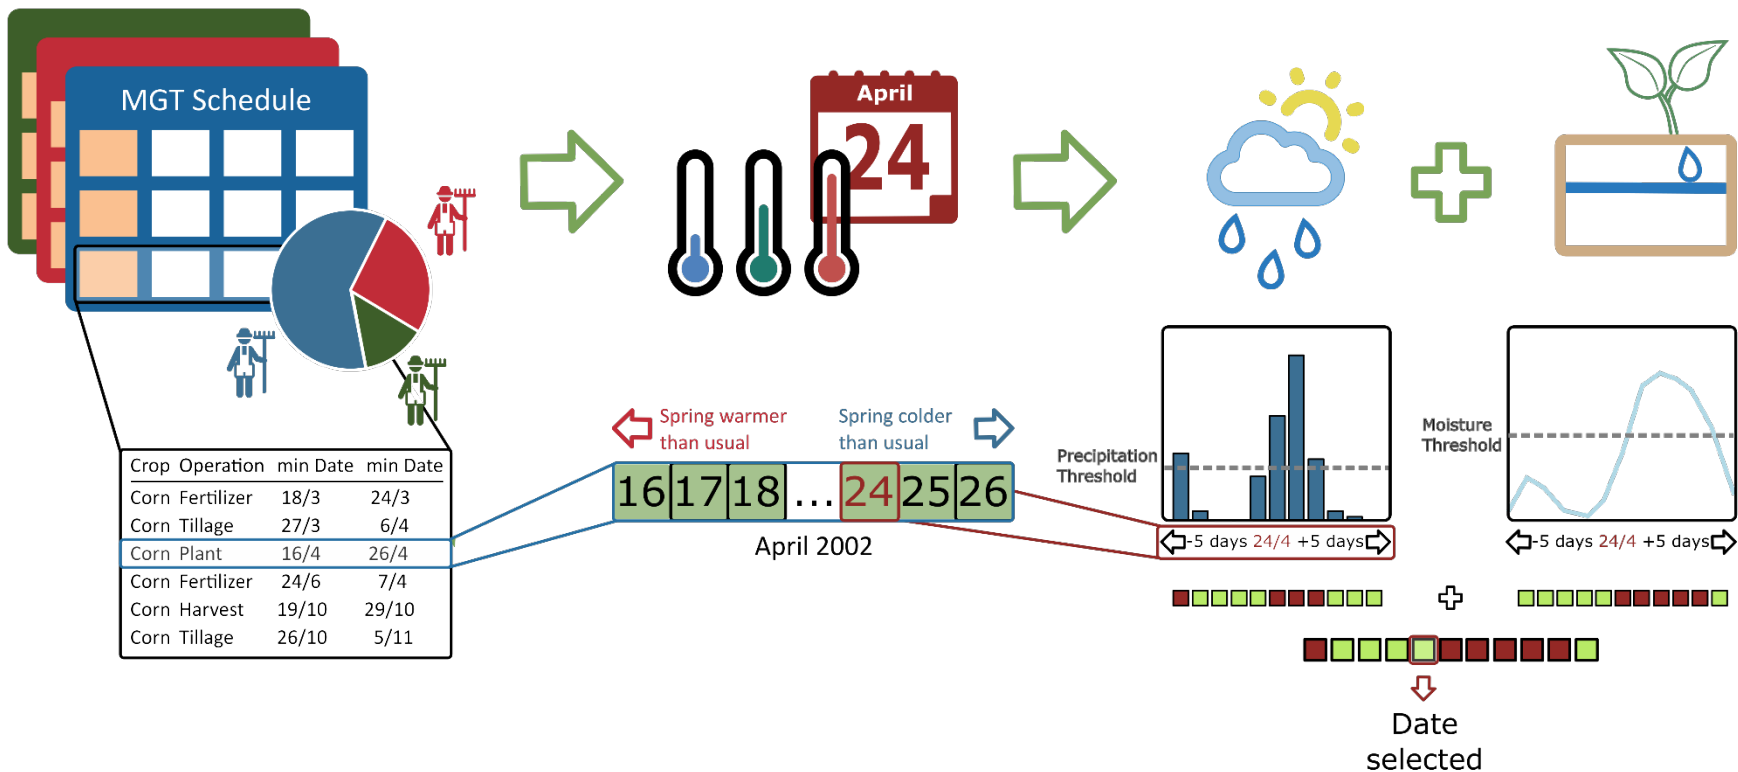 MGT Schedule
April
24
Crop Operation min Date min Date
Corn Fertilizer 18/3 24/3
Corn Tillage 27/3 6/4
Corn Plant 16/4 26/4
Corn Fertilizer 24/6 7/4
Corn Harvest 19/10 29/10
Corn Tillage 26/10 5/11
Spring warmer
than usual
Spring colder
than usual
16 17 18 ... 24 25 26
April 2002
Precipitation
Threshold
-5 days 24/4 +5 days
Moisture
Threshold
-5 days 24/4 +5 days
Date
selected